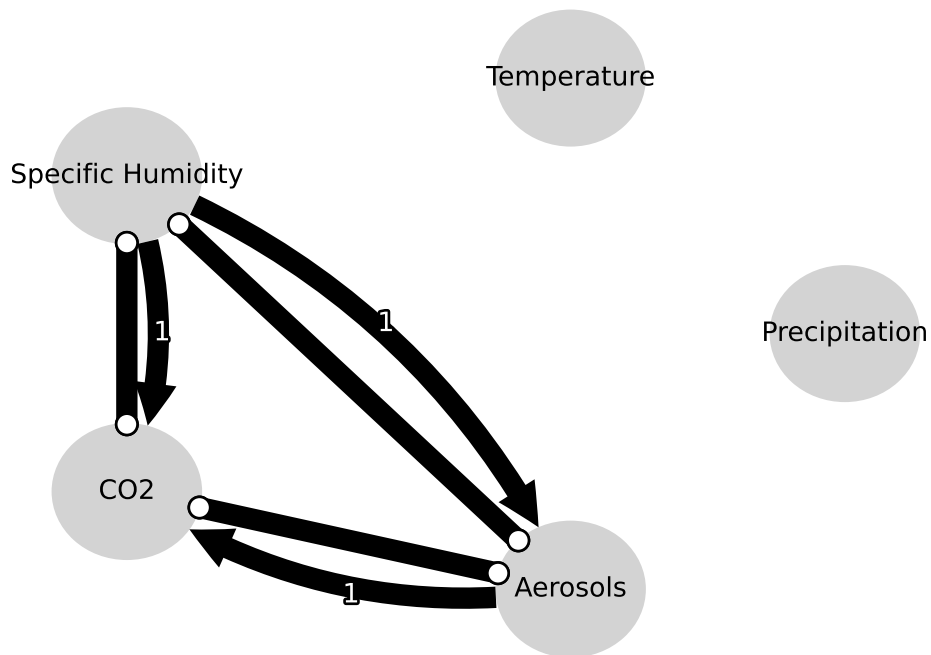 Temperature
Specific Humidity
1
1
Precipitation
CO2
Aerosols
1